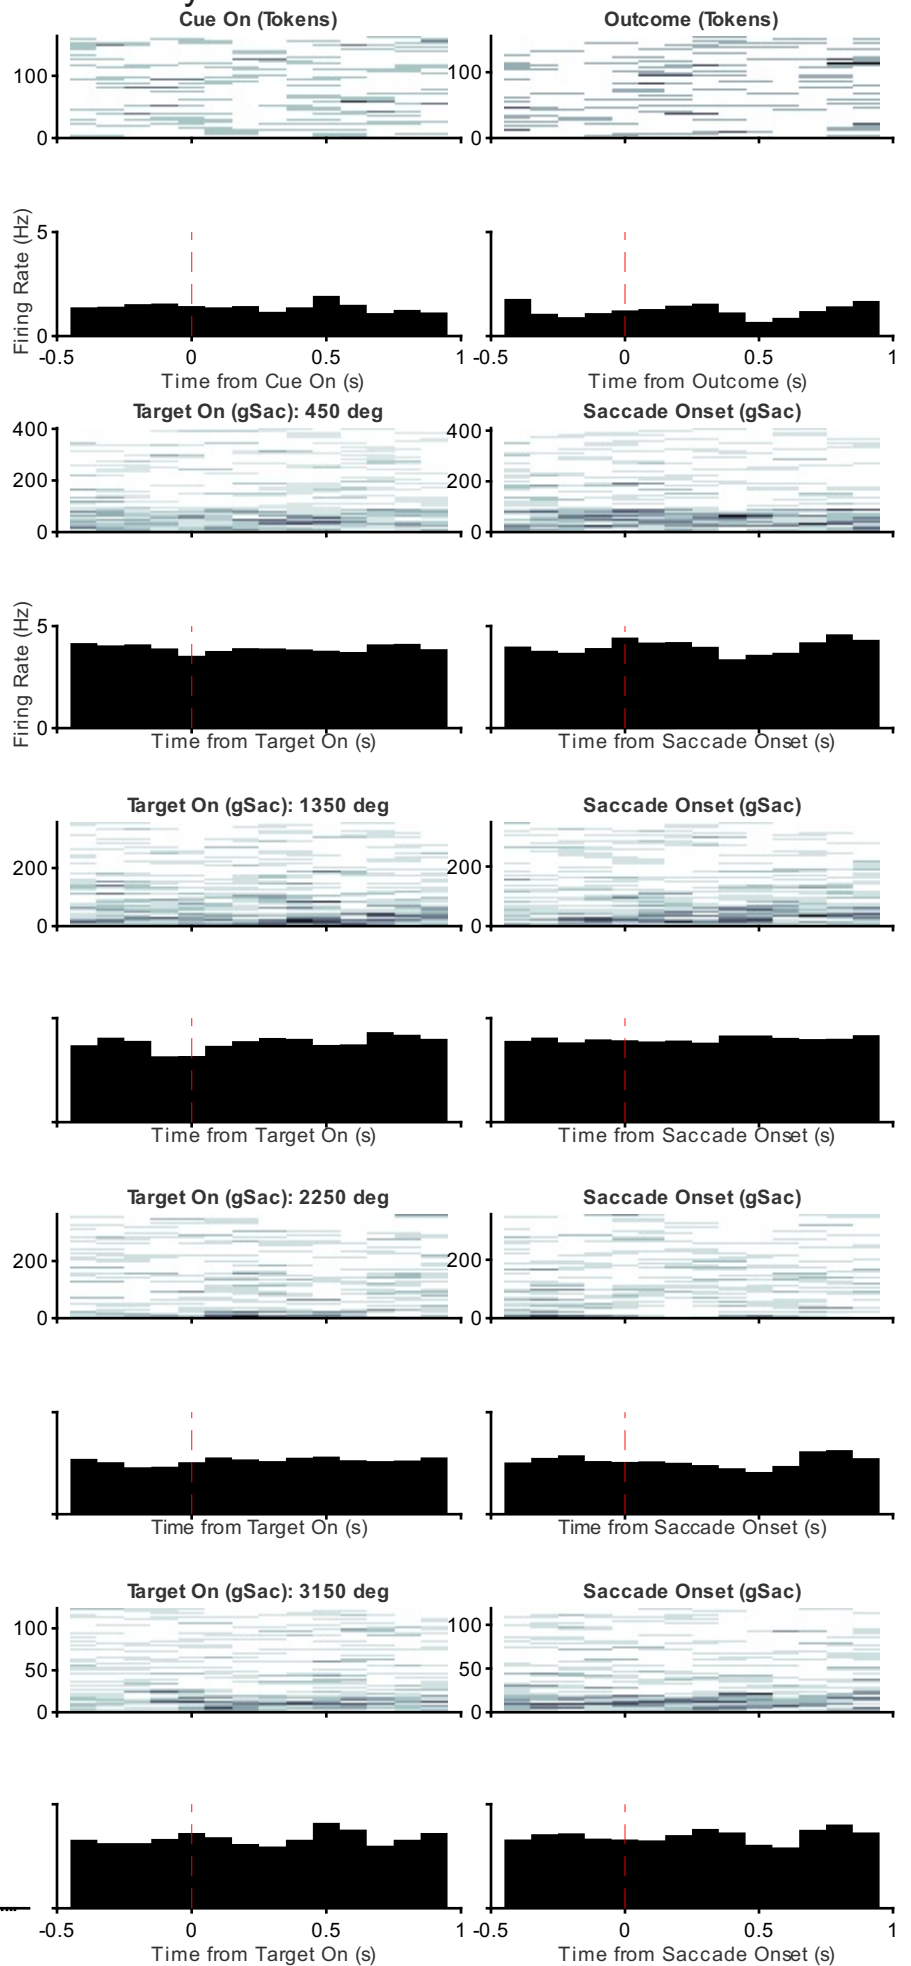 Cue On (Tokens) Outcome (Tokens)
100 100
0 0
Firing Rate (Hz)
5
0
-0.5 0 0.5 1 -0.5 0 0.5 1
Time from Cue On (s) Time from Outcome (s)
Target On (gSac): 450 deg Saccade Onset (gSac)
400 400
200 200
0 0
Firing Rate (Hz)
5
0
Time from Target On (s) Time from Saccade Onset (s)
Target On (gSac): 1350 deg Saccade Onset (gSac)
200 200
0 0
Time from Target On (s) Time from Saccade Onset (s)
Target On (gSac): 2250 deg Saccade Onset (gSac)
200 200
0 0
Time from Target On (s) Time from Saccade Onset (s)
Target On (gSac): 3150 deg Saccade Onset (gSac)
100 100
50 50
0 0
-0.5 0 0.5 1 -0.5 0 0.5 1
Time from Target On (s) Time from Saccade Onset (s)